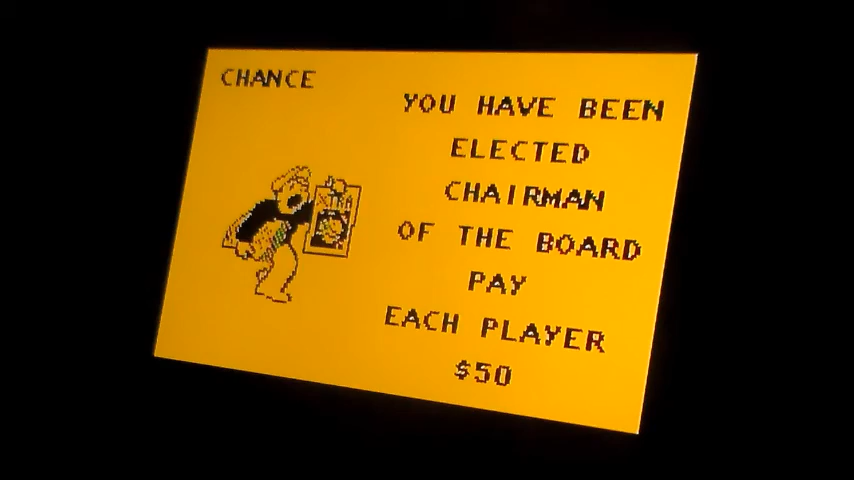 CHANCE
YOU HAVE BEEN
ELECTED
CHAIRMAN
OF THE BOARD
PAY
EACH PLAYER
$50